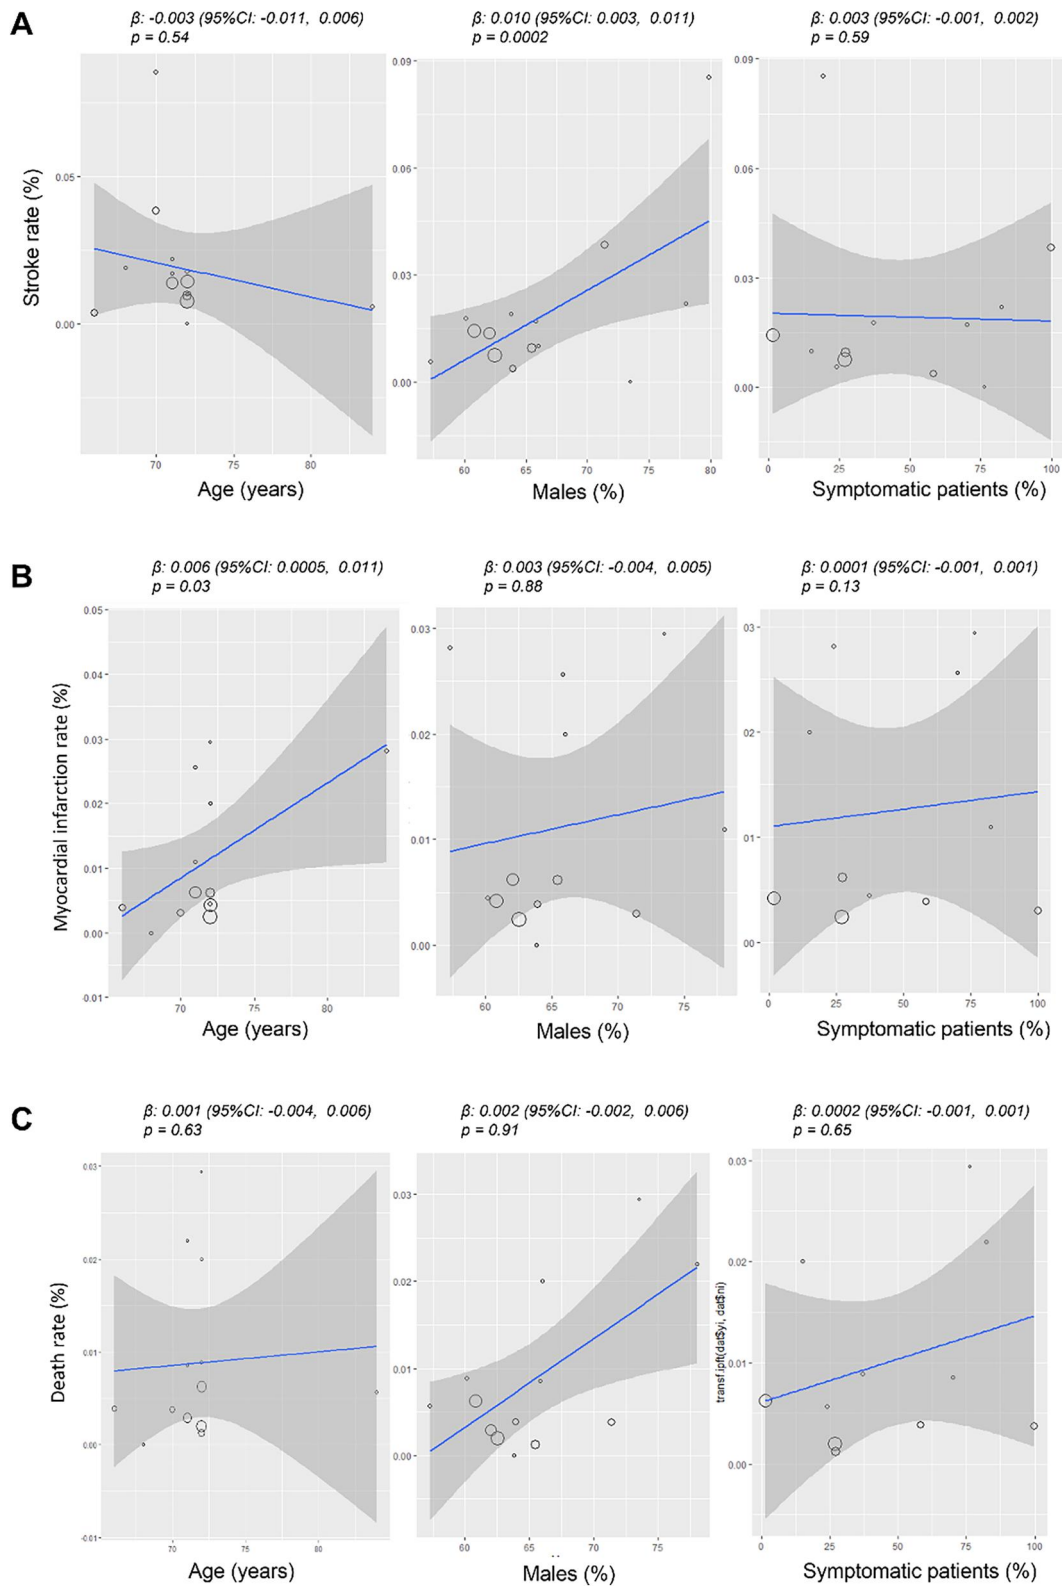 A
β: -0.003 (95%CI: -0.011, 0.006)
p = 0.54
β: 0.010 (95%CI: 0.003, 0.011)
p = 0.0002
β: 0.003 (95%CI: -0.001, 0.002)
p = 0.59
Stroke rate (%)
0.05
0.00
70 75 80
Age (years)
0.09
0.06
0.03
0.00
60 65 70 75 80
Males (%)
0.09
0.06
0.03
0.00
0 25 50 75 100
Symptomatic patients (%)
B
β: 0.006 (95%CI: 0.0005, 0.011)
p = 0.03
β: 0.003 (95%CI: -0.004, 0.005)
p = 0.88
β: 0.0001 (95%CI: -0.001, 0.001)
p = 0.13
Myocardial infarction rate (%)
0.05
0.04
0.03
0.02
0.01
0.00
-0.01
70 75 80
Age (years)
0.03
0.02
0.01
0.00
60 65 70 75
Males (%)
03
02
01
00
0 25 50 75 100
Symptomatic patients (%)
C
β: 0.001 (95%CI: -0.004, 0.006)
p = 0.63
β: 0.002 (95%CI: -0.002, 0.006)
p = 0.91
β: 0.0002 (95%CI: -0.001, 0.001)
p = 0.65
Death rate (%)
0.03
0.02
0.01
0.00
-0.01
70 75 80
Age (years)
0.03
0.02
0.01
0.00
60 65 70 75
Males (%)
transf.ipft(dat$yi, dat$ni)
0.03
0.02
0.01
0.00
0 25 50 75 100
Symptomatic patients (%)